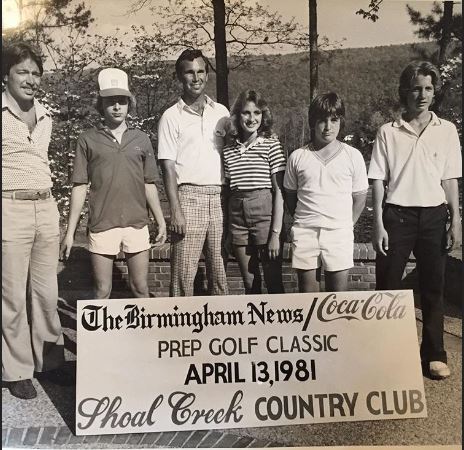 The Birmingham News/Coca-Cola
PREP GOLF CLASSIC
APRIL 13, 1981
Shoal Creek COUNTRY CLUB